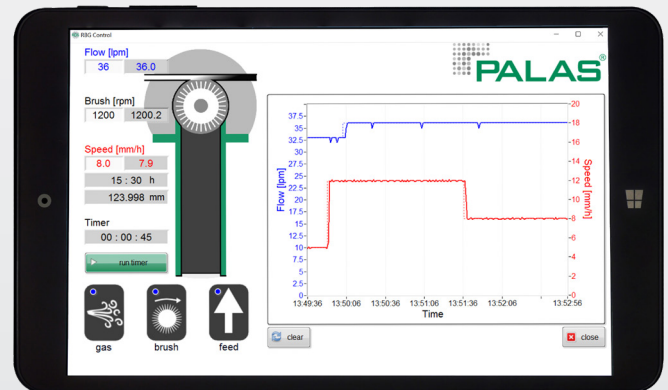 RBG Control
Flow [lpm]
36 36.0
Brush [rpm]
1200 1200.2
Speed [mm/h]
8.0 7.9
15 : 30 h
123.998 mm
Timer
00 : 00 : 45
run timer
gas brush feed
PALAS®
Flow [lpm]
37.5
35
32.5
30
27.5
25
22.5
20
17.5
15
12.5
10
7.5
5
2.5
0
20
18
16
14
12
10
8
6
4
2
0
Speed [mm/h]
13:49:36 13:50:06 13:50:36 13:51:06 13:51:36 13:52:06 13:52:56
Time
clear
close